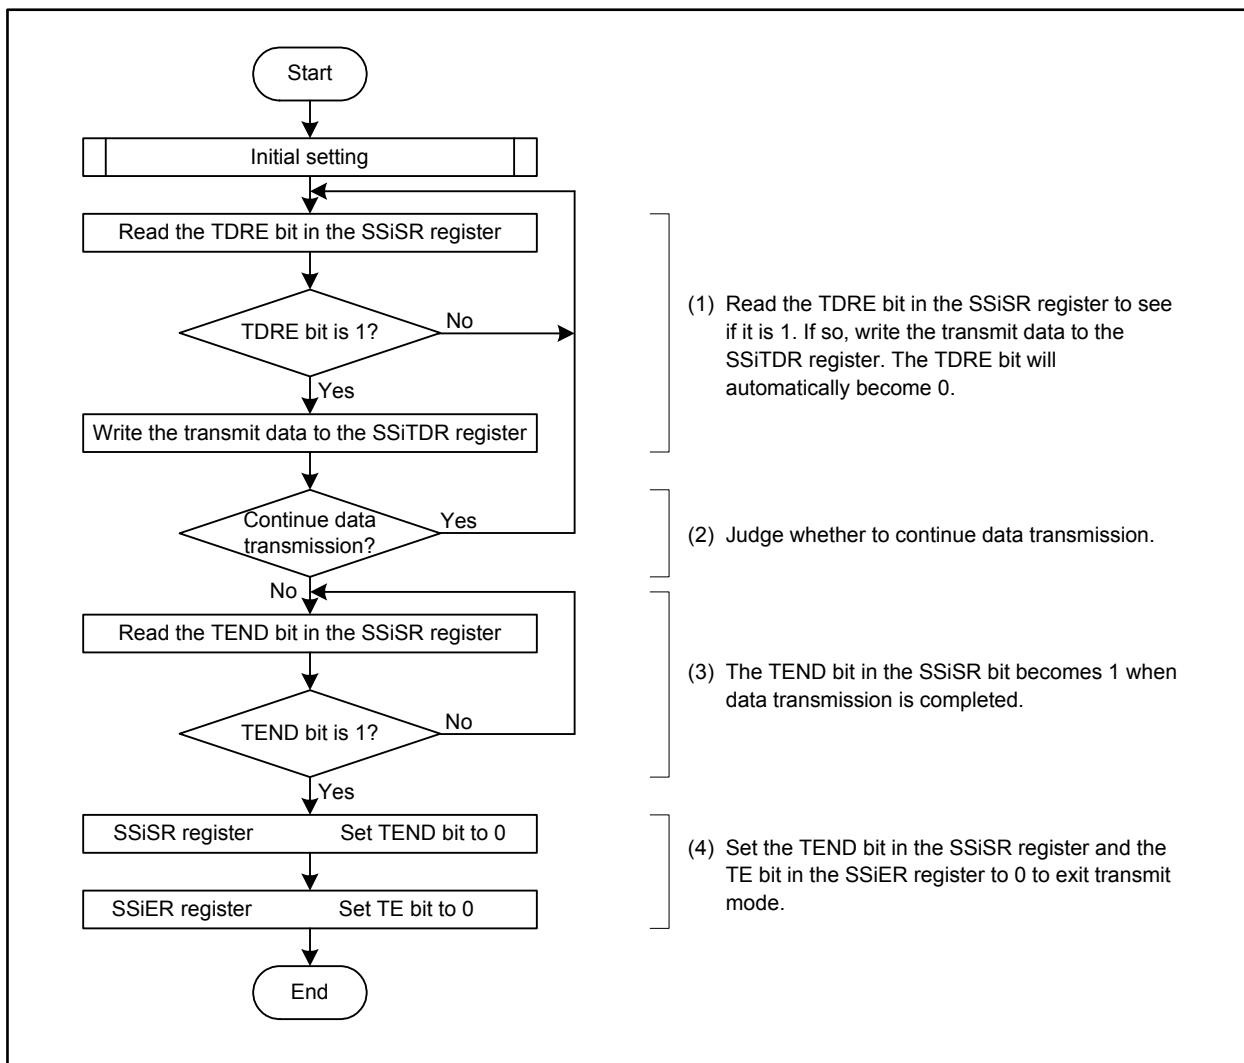 Start
Initial setting
Read the TDRE bit in the SSiSR register
TDRE bit is 1?
No
Yes
Write the transmit data to the SSiTDR register
Continue data
transmission?
Yes
No
Read the TEND bit in the SSiSR register
TEND bit is 1?
No
Yes
SSiSR register Set TEND bit to 0
SSiER register Set TE bit to 0
End
(1) Read the TDRE bit in the SSiSR register to see
if it is 1. If so, write the transmit data to the
SSiTDR register. The TDRE bit will
automatically become 0.
(2) Judge whether to continue data transmission.
(3) The TEND bit in the SSiSR bit becomes 1 when
data transmission is completed.
(4) Set the TEND bit in the SSiSR register and the
TE bit in the SSiER register to 0 to exit transmit
mode.